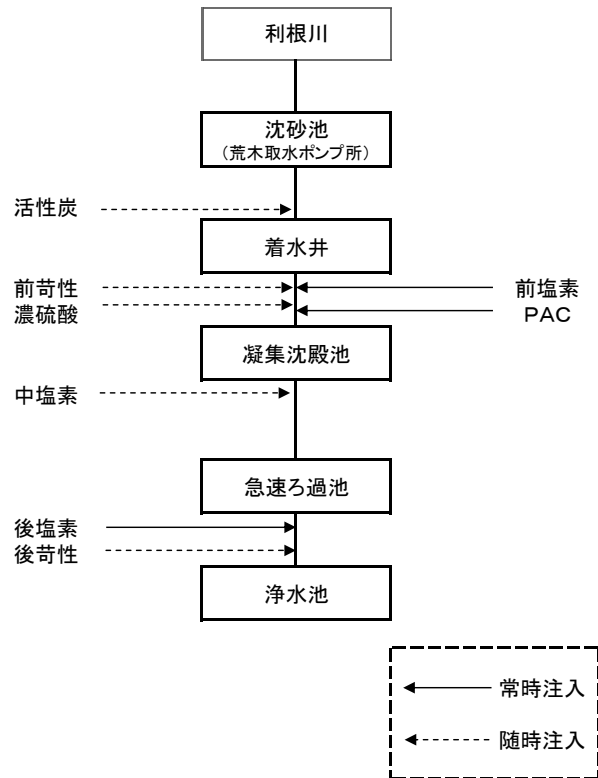 利根川
沈砂池
(荒木取水ポンプ所)
活性炭
着水井
前苛性
前塩素
濃硫酸
PAC
凝集沈殿池
中塩素
急速ろ過池
後塩素
後苛性
浄水池
常時注入
随時注入